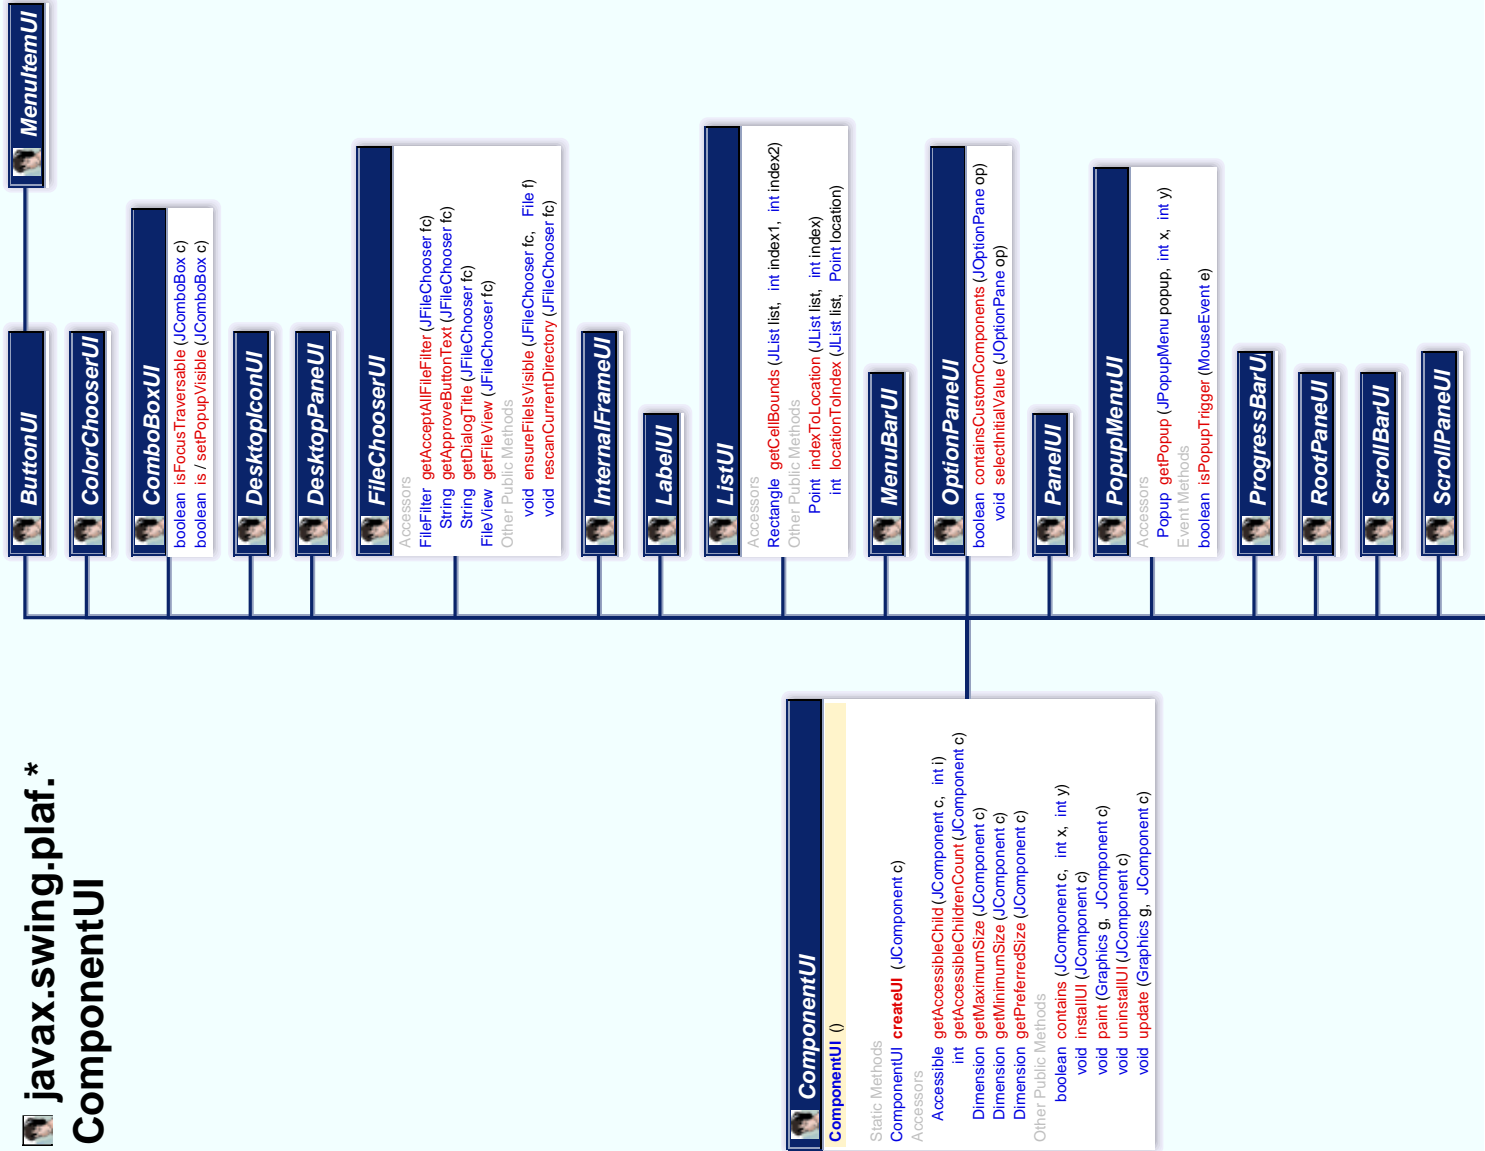 javax.swing.plaf.*
ComponentUI
ComponentUI
ComponentUI ()
Static Methods
ComponentUI createUI (JComponent c)
Accessors
Accessible getAccessibleChild (JComponent c, int i)
int getAccessibleChildrenCount (JComponent c)
Dimension getMaximumSize (JComponent c)
Dimension getMinimumSize (JComponent c)
Dimension getPreferredSize (JComponent c)
Other Public Methods
boolean contains (JComponent c, int x, int y)
void installUI (JComponent c)
void paint (Graphics g, JComponent c)
void uninstallUI (JComponent c)
void update (Graphics g, JComponent c)
ButtonUI
MenuItemUI
ColorChooserUI
ComboBoxUI
boolean isFocusTraversable (JComboBox c)
boolean is / setPopupVisible (JComboBox c)
DesktopIconUI
DesktopPaneUI
FileChooserUI
Accessors
FileFilter getAcceptAllFileFilter (JFileChooser fc)
String getApproveButtonText (JFileChooser fc)
String getDialogTitle (JFileChooser fc)
FileView getFileView (JFileChooser fc)
Other Public Methods
void ensureFileIsVisible (JFileChooser fc, File f)
void rescanCurrentDirectory (JFileChooser fc)
InternalFrameUI
LabelUI
ListUI
Accessors
Rectangle getCellBounds (JList list, int index1, int index2)
Other Public Methods
Point indexToLocation (JList list, int index)
int locationToIndex (JList list, Point location)
MenuBarUI
OptionPaneUI
boolean containsCustomComponents (JOptionPane op)
void selectInitialValue (JOptionPane op)
PanelUI
PopupMenuUI
Accessors
Popup getPopup (JPopupMenu popup, int x, int y)
Event Methods
boolean isPopupTrigger (MouseEvent e)
ProgressBarUI
RootPaneUI
ScrollBarUI
ScrollPaneUI